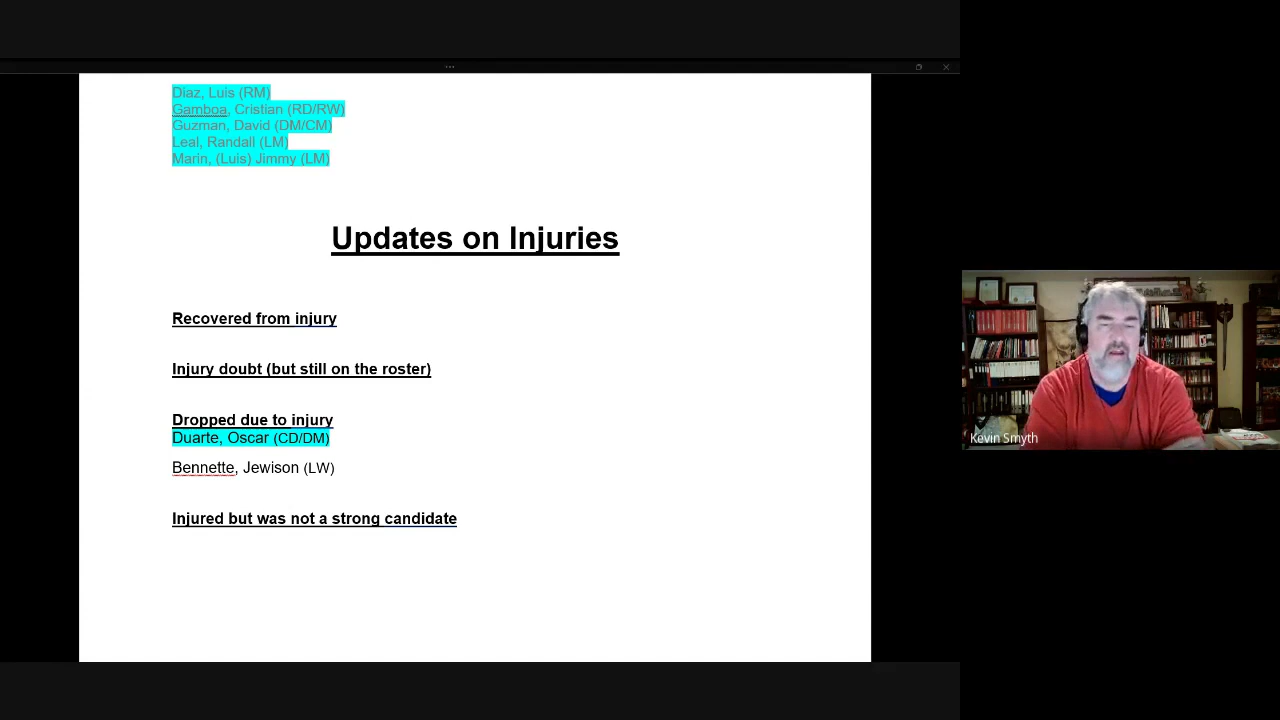 Diaz, Luis (RM)
Gamboa, Cristian (RD/RW)
Guzman, David (DM/CM)
Leal, Randall (LM)
Marin, (Luis) Jimmy (LM)
Updates on Injuries
Recovered from injury
Injury doubt (but still on the roster)
Dropped due to injury
Duarte, Oscar (CD/DM)
Bennette, Jewison (LW)
Injured but was not a strong candidate
Kevin Smyth